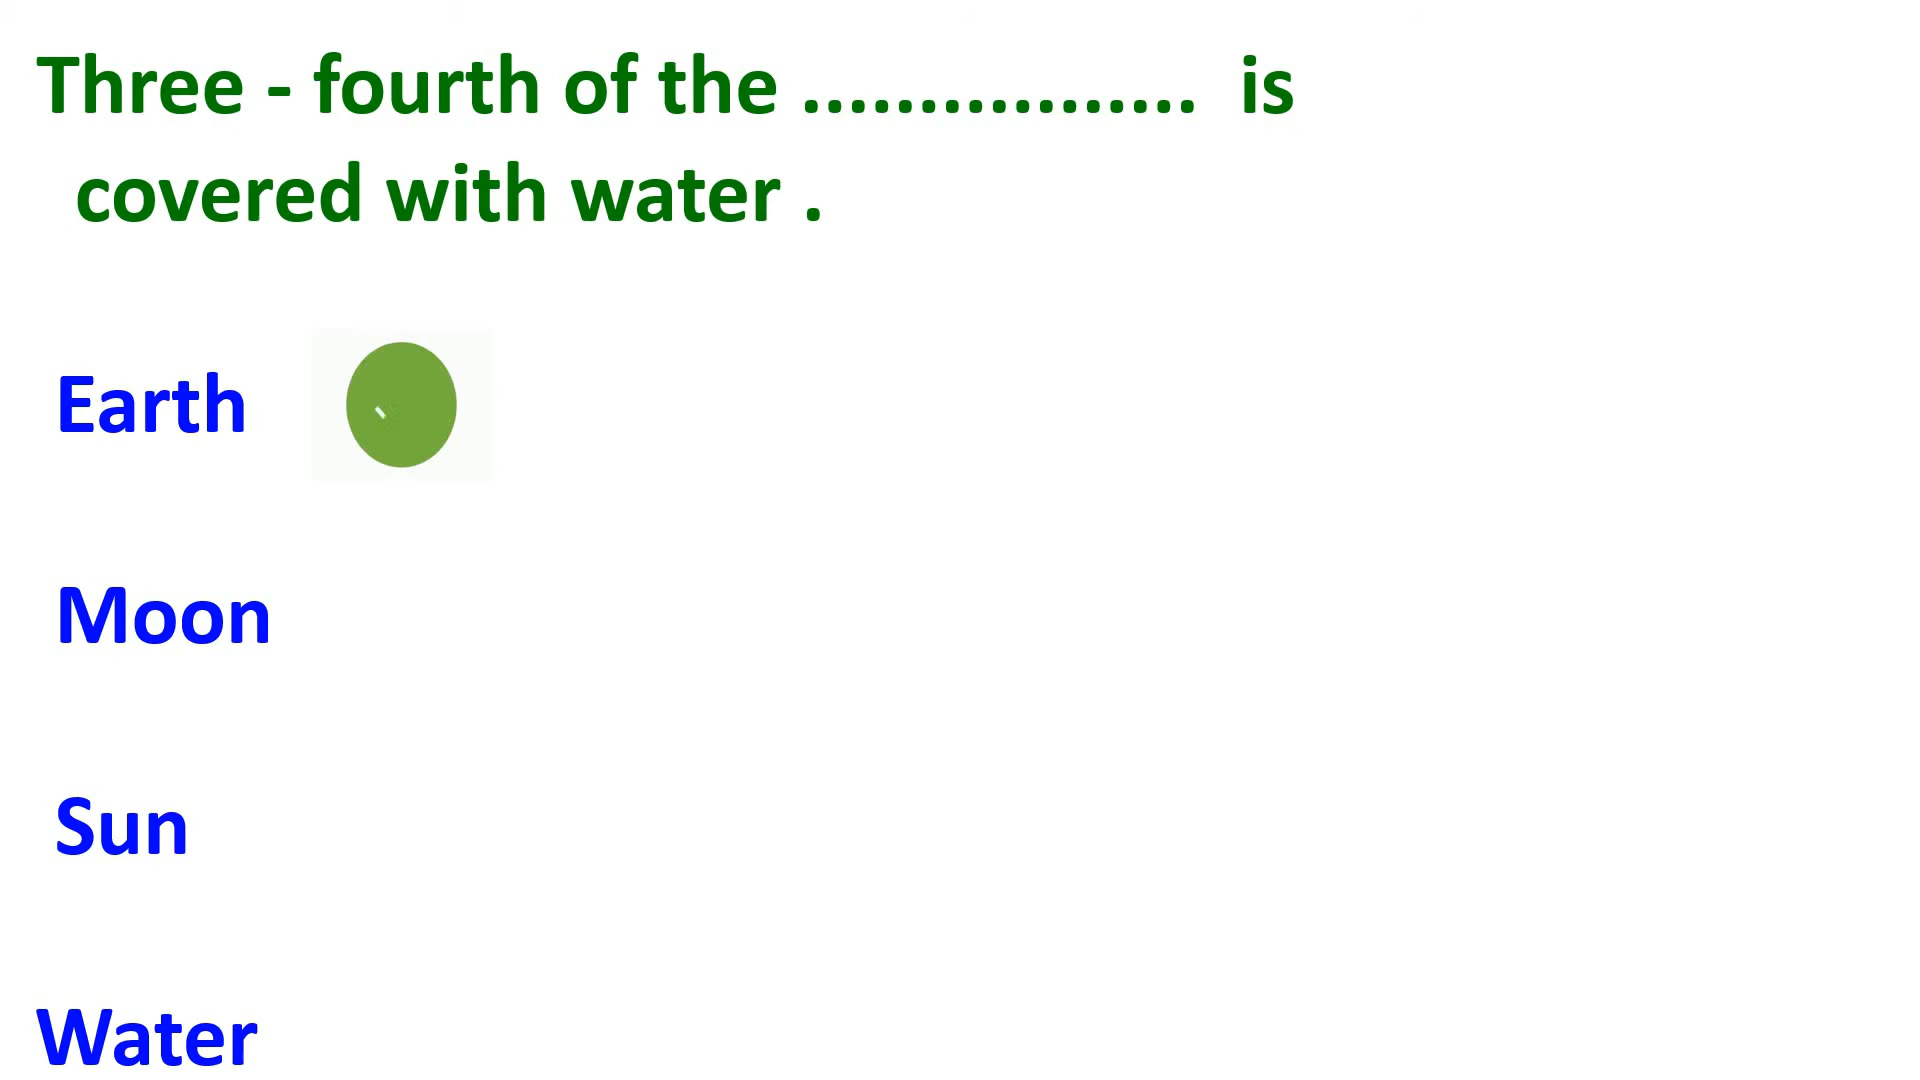 Three - fourth of the ................. is
covered with water .
Earth
Moon
Sun
Water